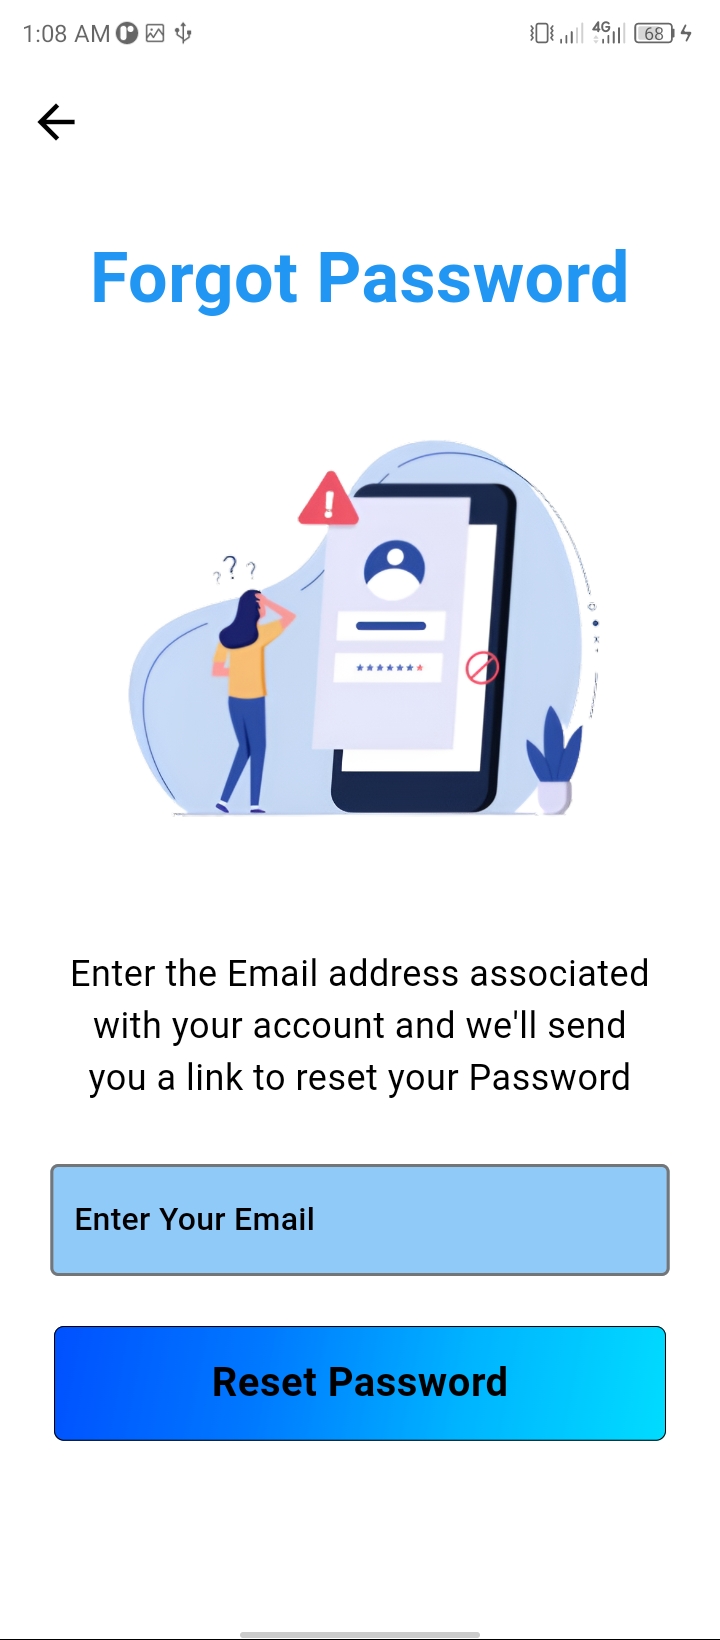 1:08 AM 4G 68
Forgot Password
? ? ?
!
*******
Enter the Email address associated
with your account and we'll send
you a link to reset your Password
Enter Your Email
Reset Password